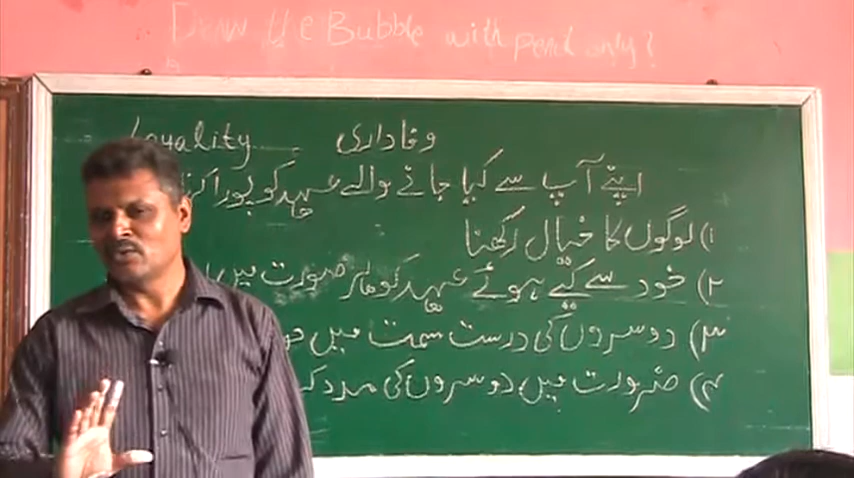 Draw the Bubble with pencil only?
Loyality وفاداری
اپنے آپ سے کیا جانے والے عہد کو پورا
۱) لوگوں کا خیال رکھنا
۲) خود سے کیے ہوئے عہد کو ہر صورت میں
۳) دوسروں کی درست سمت میں
۴) ضرورت میں دوسروں کی مدد